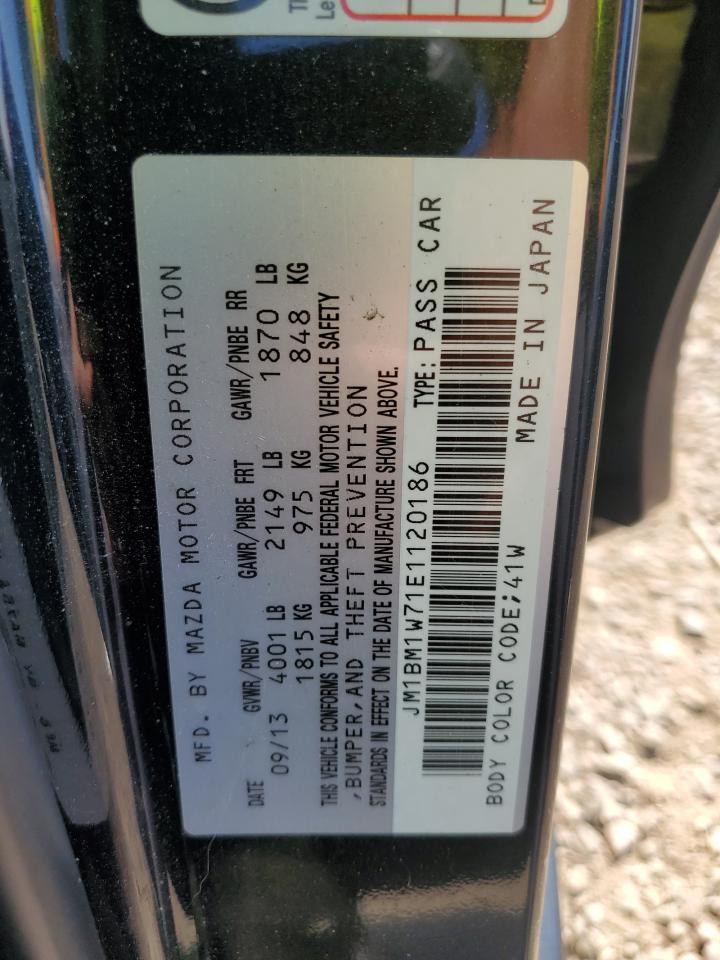 MFD. BY MAZDA MOTOR CORPORATION
DATE GVWR/PNBV GAWR/PNBE FRT GAWR/PNBE RR
09/13 4001 LB 2149 LB 1870 LB
1815 KG 975 KG 848 KG
THIS VEHICLE CONFORMS TO ALL APPLICABLE FEDERAL MOTOR VEHICLE SAFETY
,BUMPER,AND THEFT PREVENTION
STANDARDS IN EFFECT ON THE DATE OF MANUFACTURE SHOWN ABOVE.
JM1BM1W71E1120186 TYPE: PASS CAR
BODY COLOR CODE;41W MADE IN JAPAN